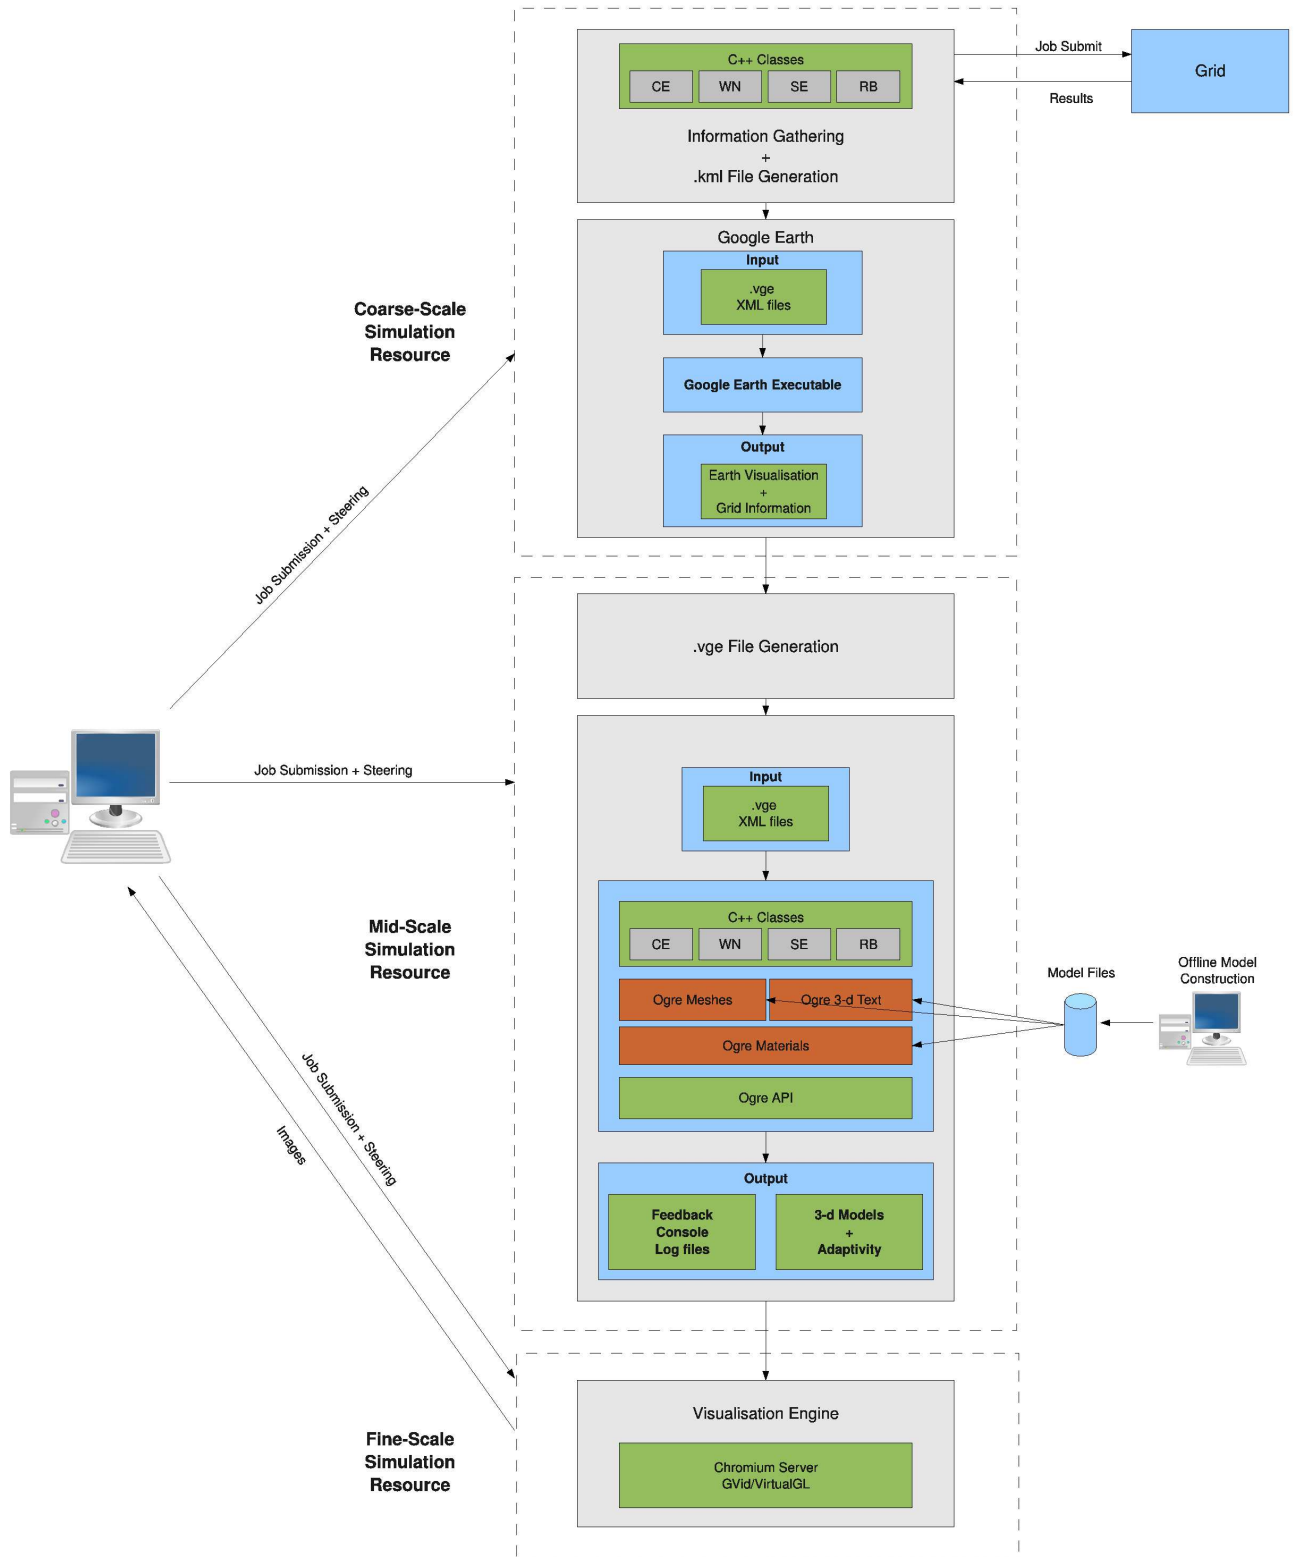 C++ Classes
CE
WN
SE
RB
Information Gathering
+
.kml File Generation
Job Submit
Results
Grid
Google Earth
Input
.vge
XML files
Google Earth Executable
Output
Earth Visualisation
+
Grid Information
Coarse-Scale
Simulation
Resource
Job Submission + Steering
.vge File Generation
Job Submission + Steering
Input
.vge
XML files
C++ Classes
CE
WN
SE
RB
Ogre Meshes
Ogre 3-d Text
Ogre Materials
Ogre API
Mid-Scale
Simulation
Resource
Model Files
Offline Model
Construction
Output
Feedback
Console
Log files
3-d Models
+
Adaptivity
Job Submission + Steering
Images
Visualisation Engine
Chromium Server
GVid/VirtualGL
Fine-Scale
Simulation
Resource